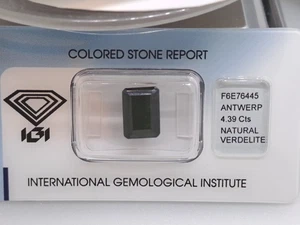 COLORED STONE REPORT
IGI
F6E76445
ANTWERP
4.39 Cts
NATURAL
VERDELITE
INTERNATIONAL GEMOLOGICAL INSTITUTE